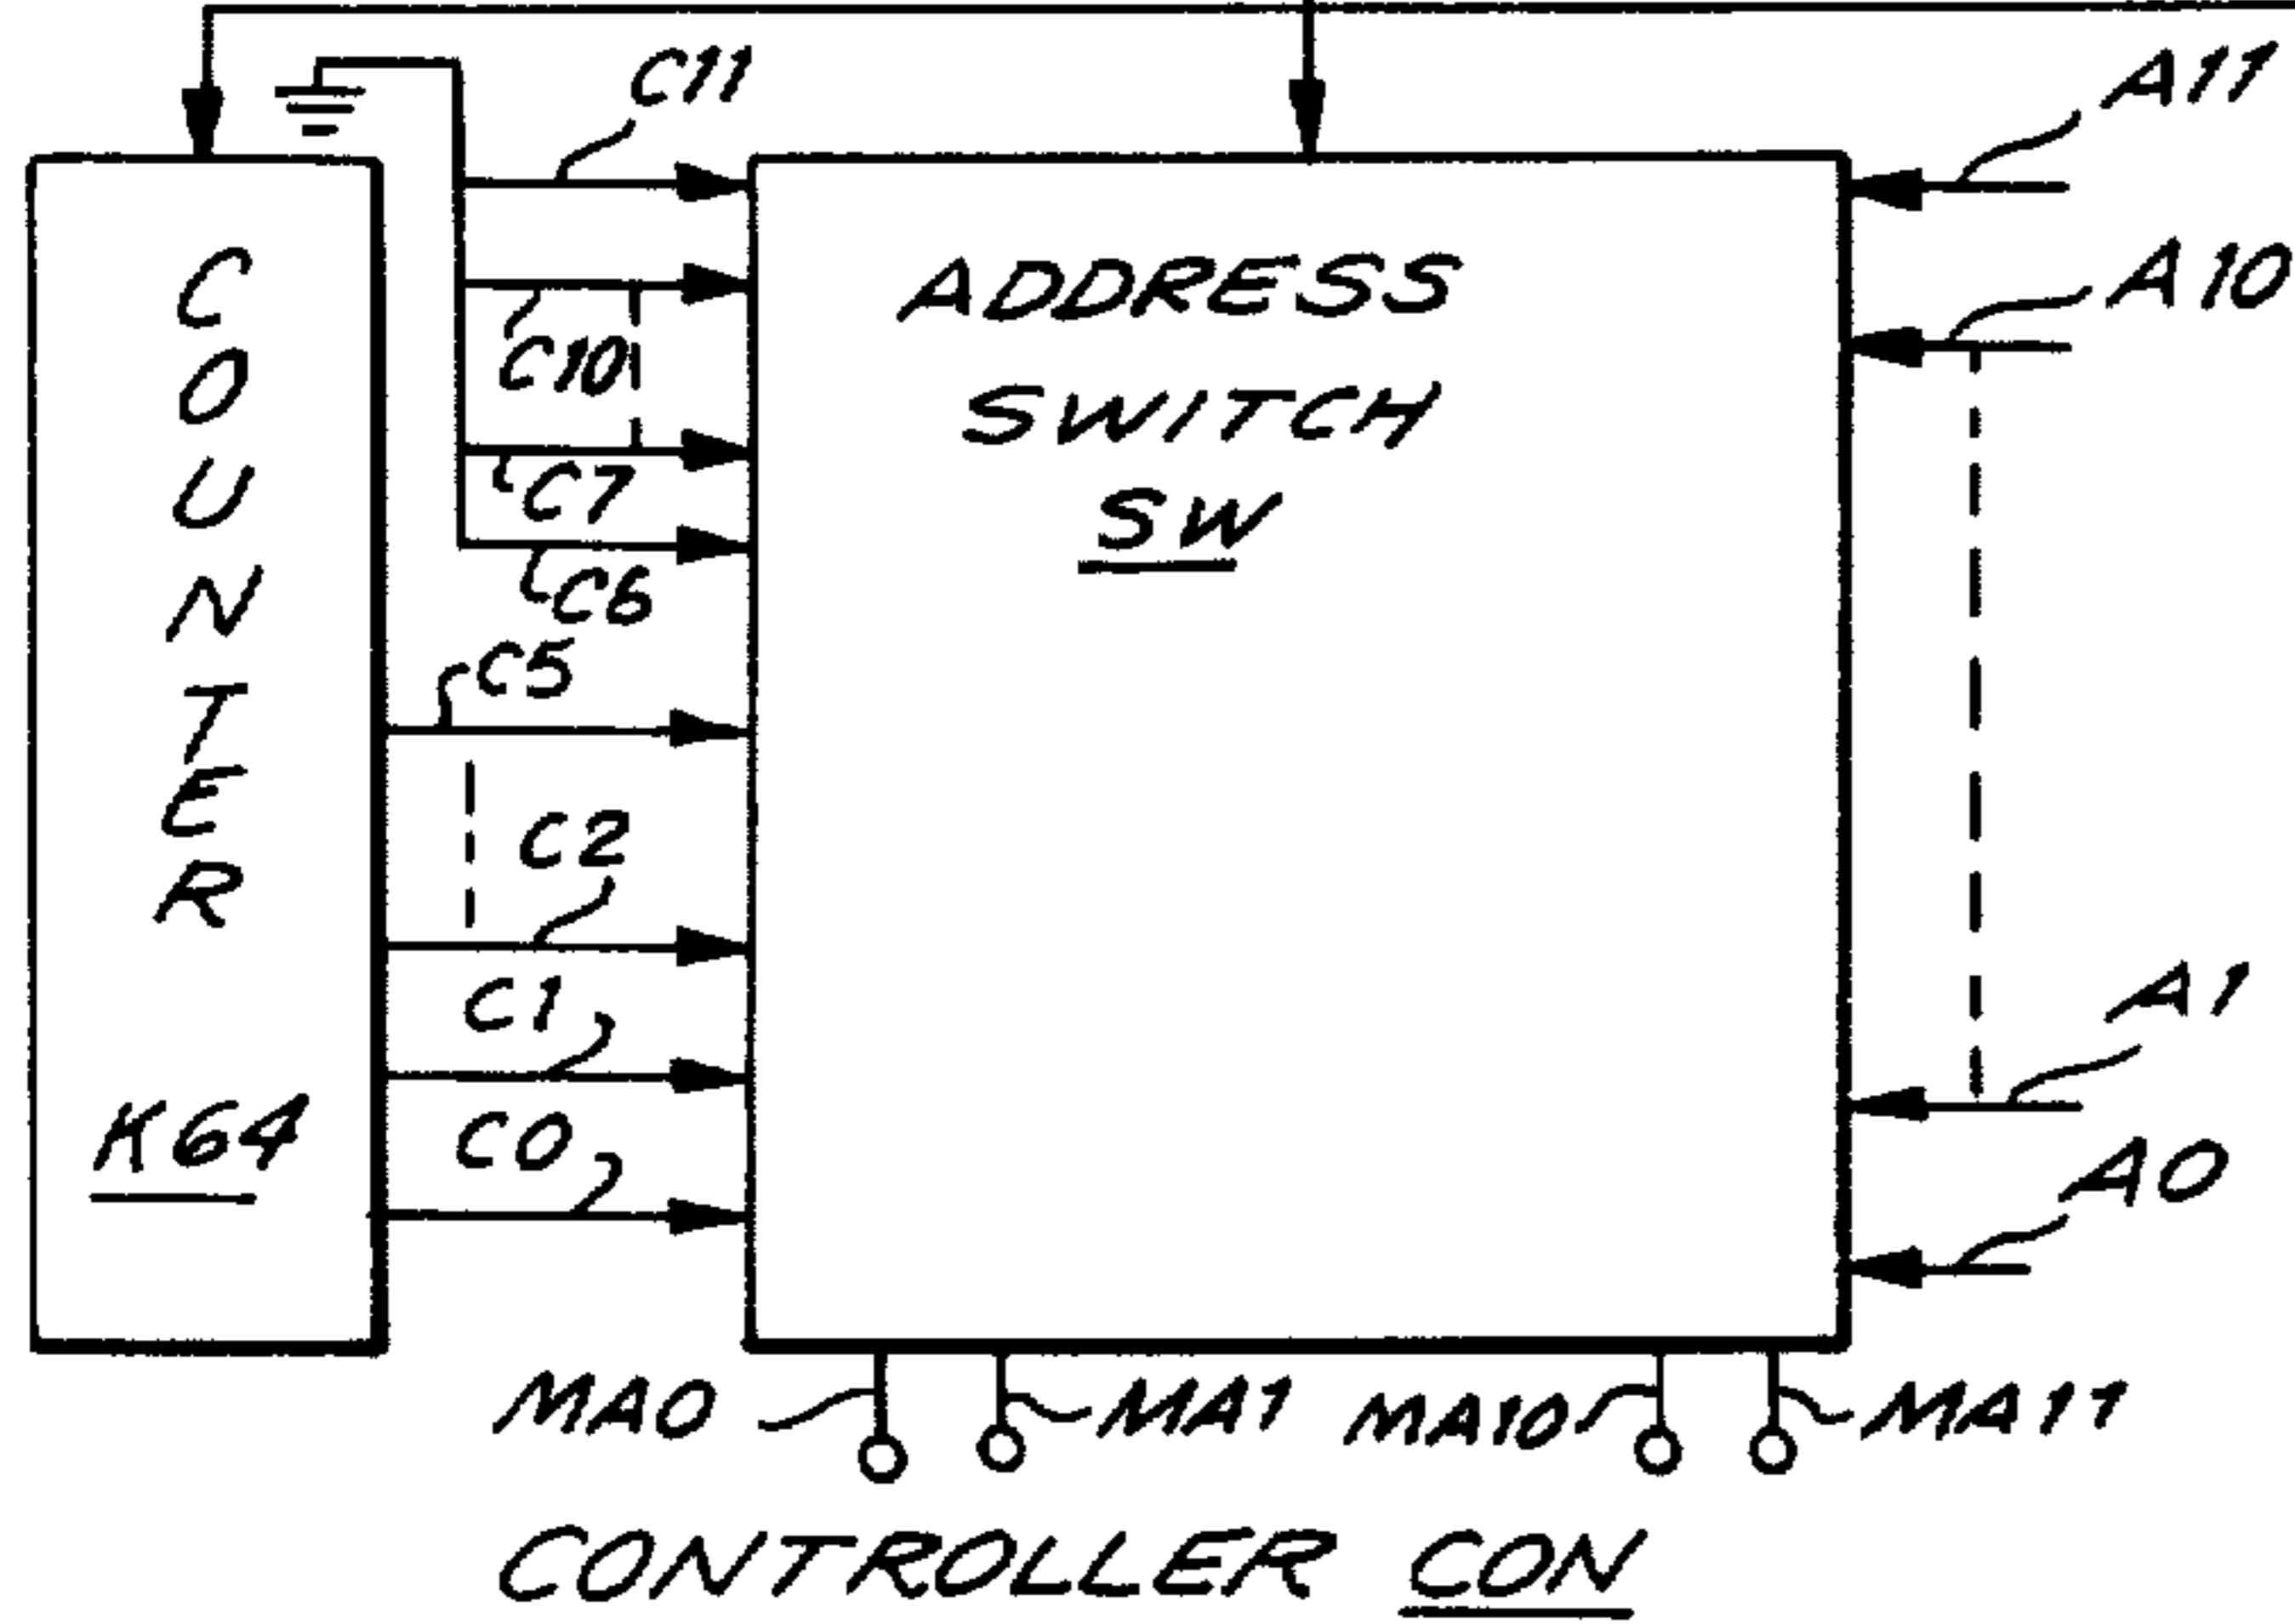 C11
A11
COUNTER
ADDRESS
A10
C10
SWITCH
C7
SW
C6
C5
C2
C1
A1
K64
C0
A0
MA0
MA1
MA10
MA11
CONTROLLER CON